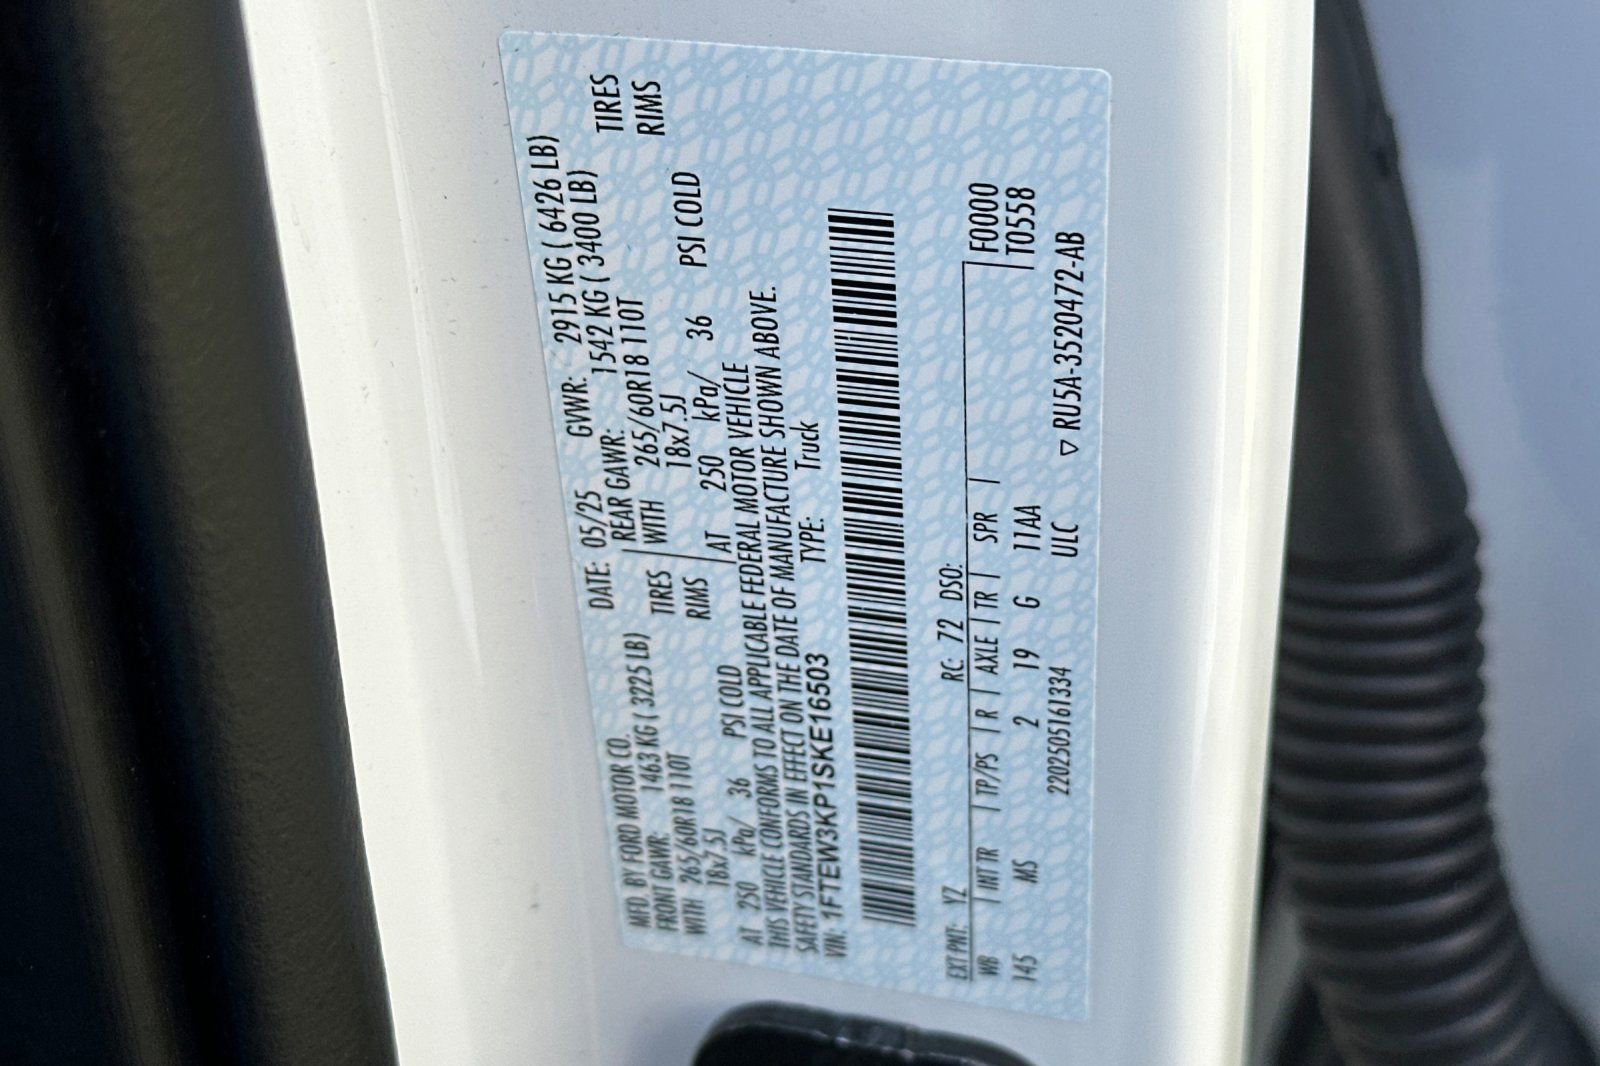 MFD. BY FORD MOTOR CO. DATE: 05/25 GVWR: 2915 KG ( 6426 LB)
FRONT GAWR: 1463 KG ( 3225 LB) REAR GAWR: 1542 KG ( 3400 LB)
WITH 265/60R18 110T TIRES WITH 265/60R18 110T TIRES
18x7.5J RIMS 18x7.5J RIMS
AT 250 kPa/ 36 PSI COLD AT 250 kPa/ 36 PSI COLD
THIS VEHICLE CONFORMS TO ALL APPLICABLE FEDERAL MOTOR VEHICLE
SAFETY STANDARDS IN EFFECT ON THE DATE OF MANUFACTURE SHOWN ABOVE.
VIN: 1FTEW3KP1SKE16503 TYPE: Truck
EXT PNT: YZ RC: 72 DSO: F0000
WB INT TR TP/PS R AXLE TR SPR T0558
145 MS 2 19 G 11AA
2202505161334 ULC ▽ RU5A-3520472-AB